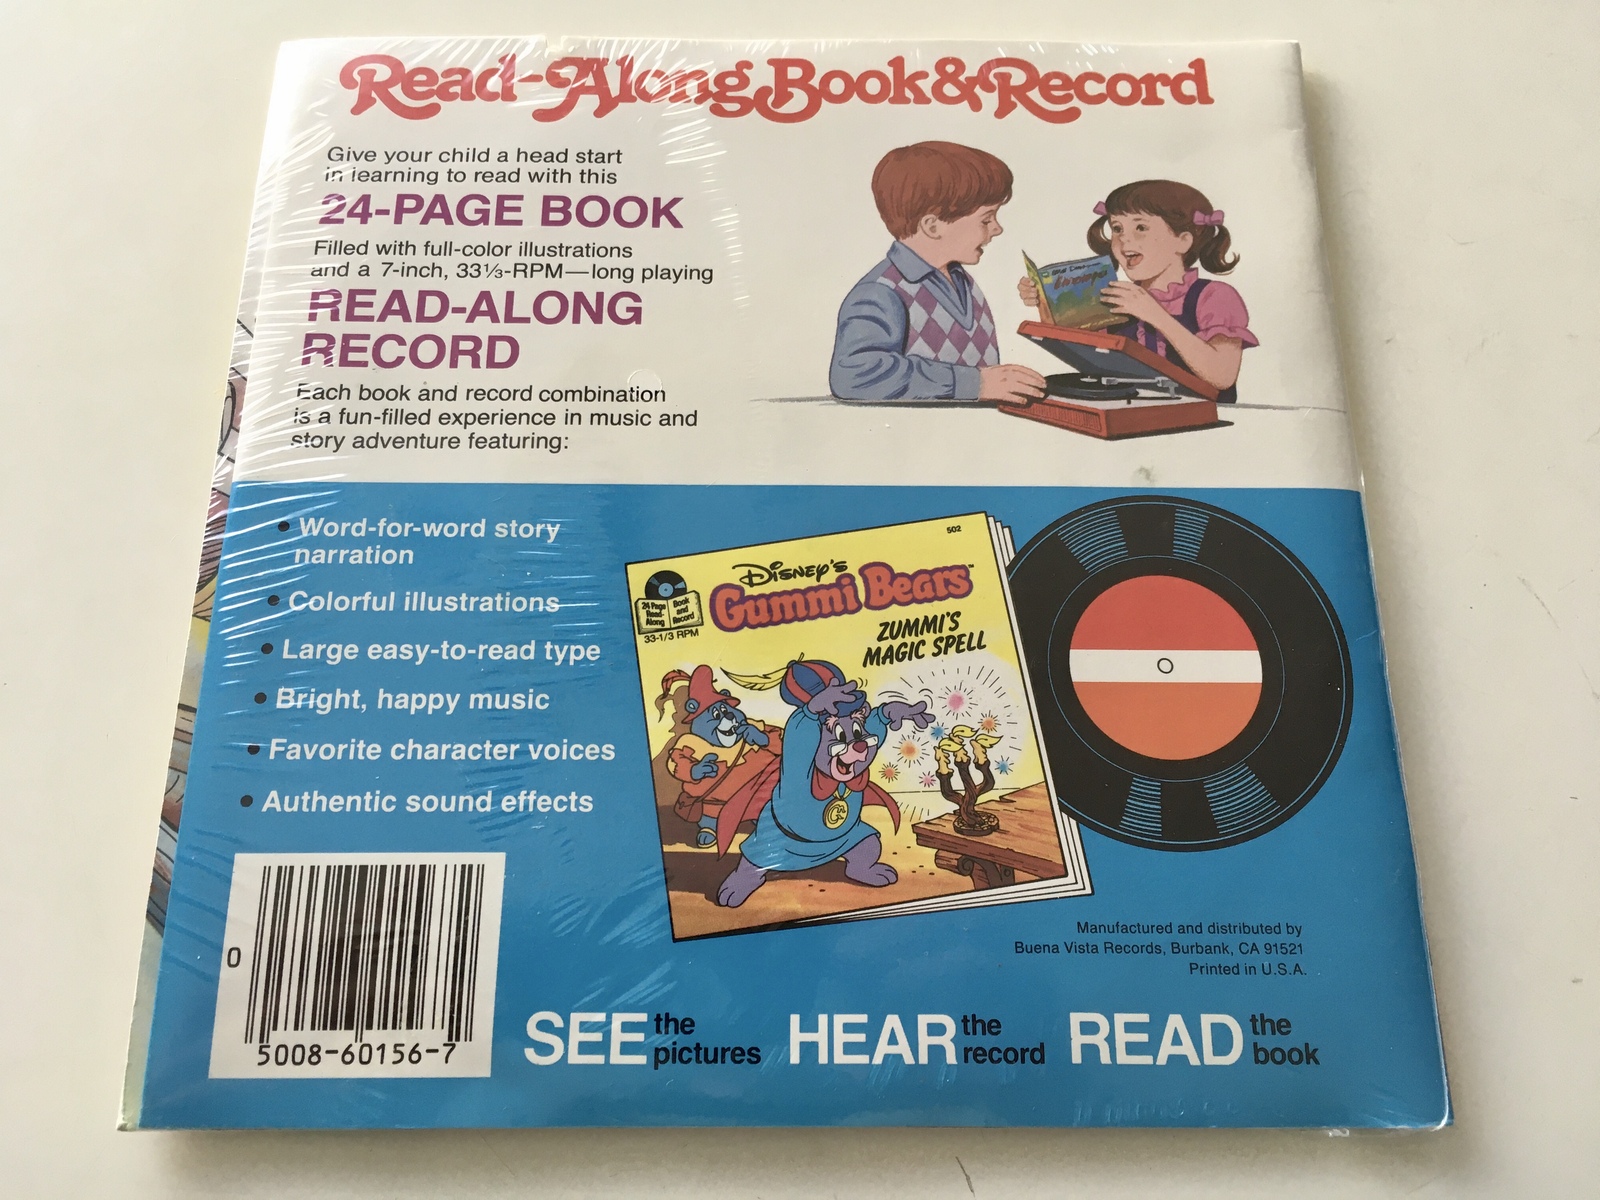 Read-Along Book & Record
Give your child a head start
in learning to read with this
24-PAGE BOOK
Filled with full-color illustrations
and a 7-inch, 33⅓-RPM—long playing
READ-ALONG
RECORD
Each book and record combination
is a fun-filled experience in music and
story adventure featuring:
• Word-for-word story
narration
• Colorful illustrations
• Large easy-to-read type
• Bright, happy music
• Favorite character voices
• Authentic sound effects
502
24 Page
Read-
Along
Book
and
Record
33-1/3 RPM
Disney's
Gummi Bears™
ZUMMI'S
MAGIC SPELL
G
Manufactured and distributed by
Buena Vista Records, Burbank, CA 91521
Printed in U.S.A.
0
5008-60156-7
SEE the pictures HEAR the record READ the book